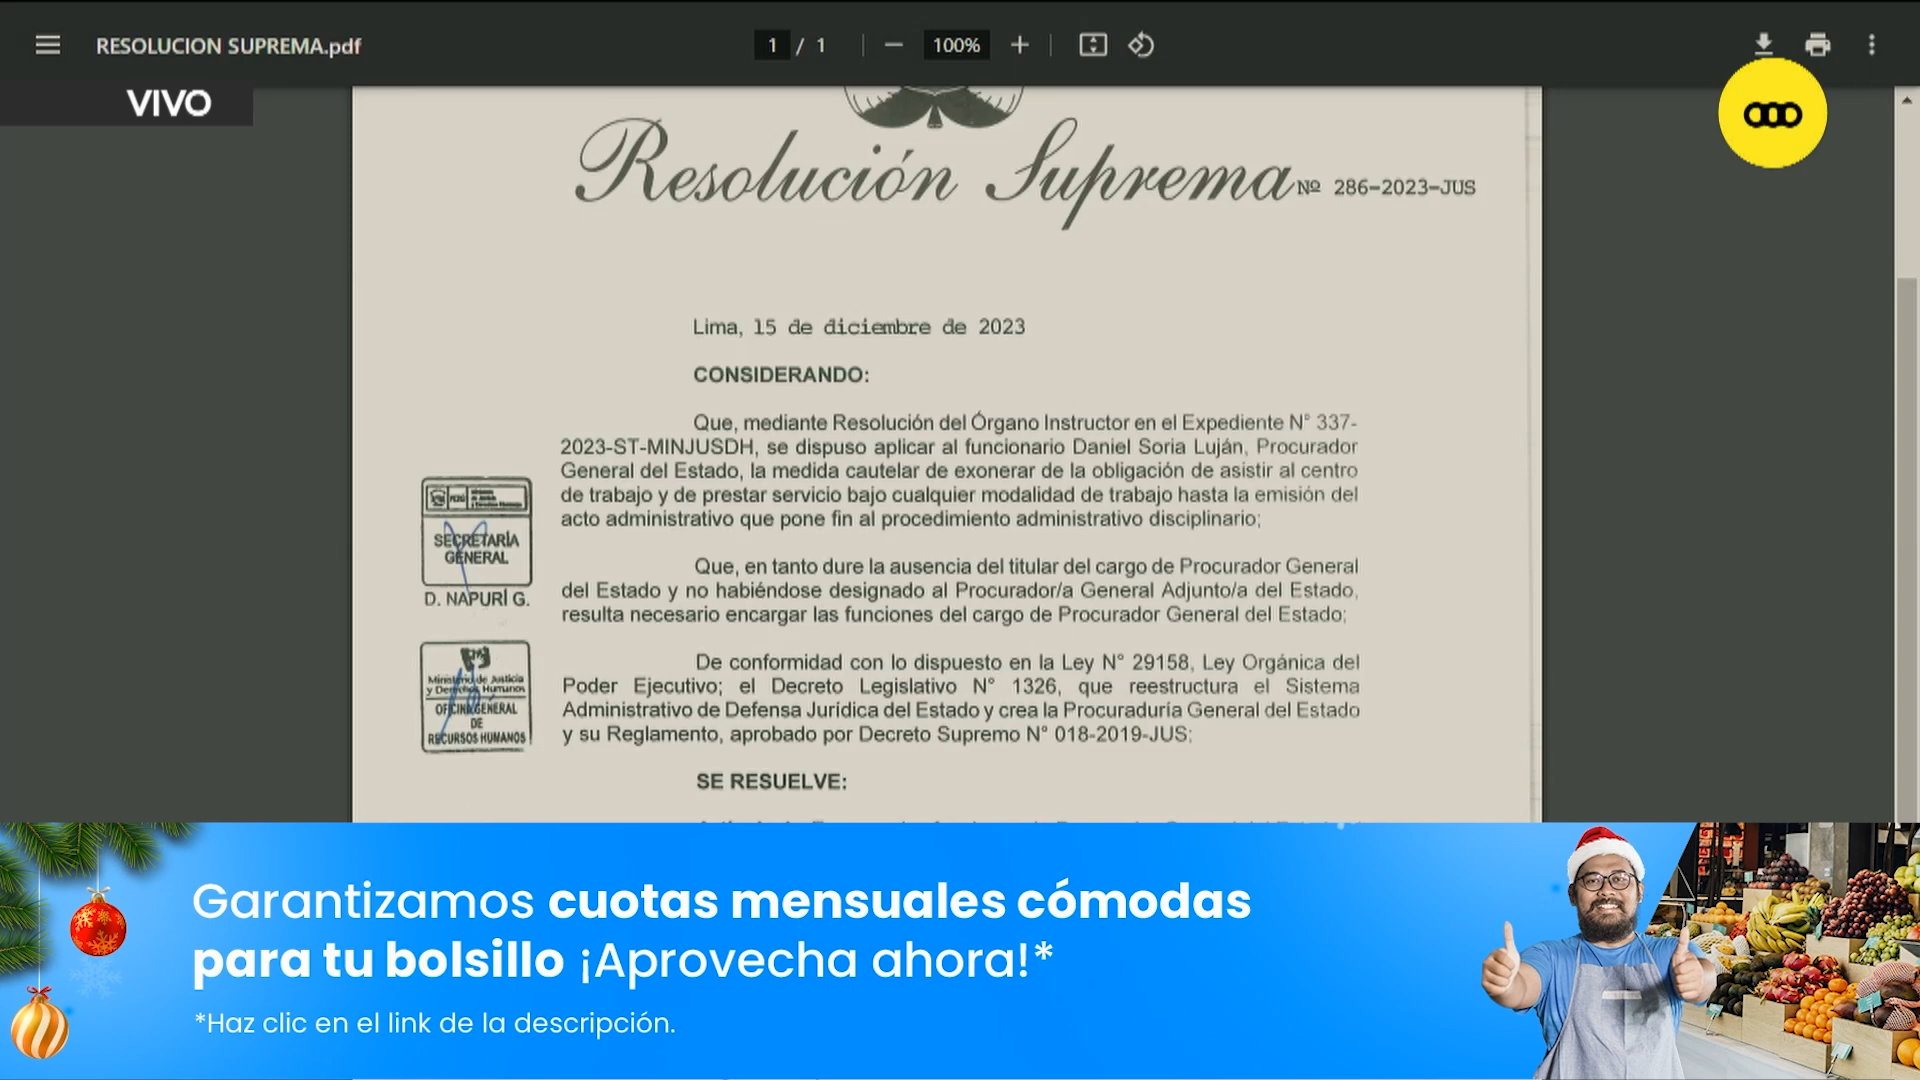 RESOLUCION SUPREMA.pdf
1 / 1
100%
VIVO
Resolución Suprema Nº 286-2023-JUS
Lima, 15 de diciembre de 2023
CONSIDERANDO:
Que, mediante Resolución del Órgano Instructor en el Expediente N° 337-
2023-ST-MINJUSDH, se dispuso aplicar al funcionario Daniel Soria Luján, Procurador
General del Estado, la medida cautelar de exonerar de la obligación de asistir al centro
de trabajo y de prestar servicio bajo cualquier modalidad de trabajo hasta la emisión del
acto administrativo que pone fin al procedimiento administrativo disciplinario;
PERÚ
SECRETARÍA
GENERAL
D. NAPURÍ G.
Que, en tanto dure la ausencia del titular del cargo de Procurador General
del Estado y no habiéndose designado al Procurador/a General Adjunto/a del Estado,
resulta necesario encargar las funciones del cargo de Procurador General del Estado;
Ministerio de Justicia
y Derechos Humanos
OFICINA GENERAL
DE
RECURSOS HUMANOS
De conformidad con lo dispuesto en la Ley N° 29158, Ley Orgánica del
Poder Ejecutivo; el Decreto Legislativo N° 1326, que reestructura el Sistema
Administrativo de Defensa Jurídica del Estado y crea la Procuraduría General del Estado
y su Reglamento, aprobado por Decreto Supremo N° 018-2019-JUS;
SE RESUELVE:
Garantizamos cuotas mensuales cómodas
para tu bolsillo ¡Aprovecha ahora!*
*Haz clic en el link de la descripción.